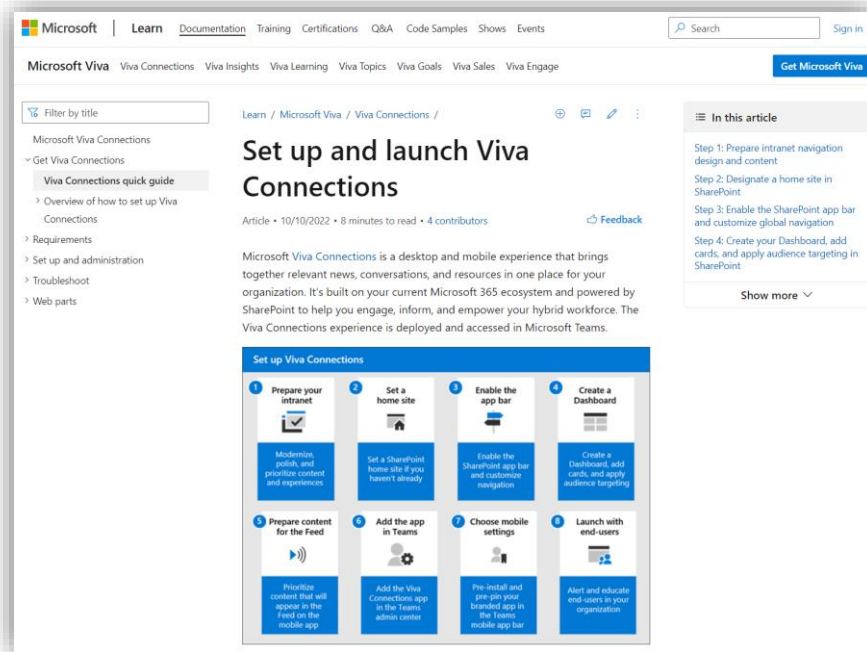 Microsoft | Learn Documentation Training Certifications Q&A Code Samples Shows Events Search Sign in
Microsoft Viva Viva Connections Viva Insights Viva Learning Viva Topics Viva Goals Viva Sales Viva Engage Get Microsoft Viva
Filter by title
Microsoft Viva Connections
Get Viva Connections
Viva Connections quick guide
Overview of how to set up Viva
Connections
Requirements
Set up and administration
Troubleshoot
Web parts
Learn / Microsoft Viva / Viva Connections /
Set up and launch Viva
Connections
Article • 10/10/2022 • 8 minutes to read • 4 contributors
Feedback
Microsoft Viva Connections is a desktop and mobile experience that brings
together relevant news, conversations, and resources in one place for your
organization. It's built on your current Microsoft 365 ecosystem and powered by
SharePoint to help you engage, inform, and empower your hybrid workforce. The
Viva Connections experience is deployed and accessed in Microsoft Teams.
Set up Viva Connections
1 Prepare your
intranet
Modernize,
polish, and
prioritize content
and experiences
2 Set a
home site
Set a SharePoint
home site if you
haven't already
3 Enable the
app bar
Enable the
SharePoint app bar
and customize
navigation
4 Create a
Dashboard
Create a
Dashboard, add
cards, and apply
audience targeting
5 Prepare content
for the Feed
Prioritize
content that will
appear in the
Feed on the
mobile app
6 Add the app
in Teams
Add the Viva
Connections app
in the Teams
admin center
7 Choose mobile
settings
Pre-install and
pre-pin your
branded app in
the Teams
mobile app bar
8 Launch with
end-users
Alert and educate
end-users in your
organization
In this article
Step 1: Prepare intranet navigation
design and content
Step 2: Designate a home site in
SharePoint
Step 3: Enable the SharePoint app bar
and customize global navigation
Step 4: Create your Dashboard, add
cards, and apply audience targeting in
SharePoint
Show more